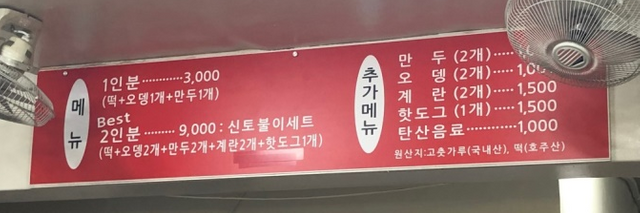 메뉴
1인분············3,000
(떡+오뎅1개+만두1개)
Best
2인분········· 9,000 : 신토불이세트
(떡+오뎅2개+만두2개+계란2개+핫도그1개)
추가메뉴
만 두 (2개)
오 뎅 (2개)
계 란 (2개)······1,500
핫도그 (1개)·····1,500
탄산음료············1,000
원산지:고춧가루(국내산), 떡(호주산)